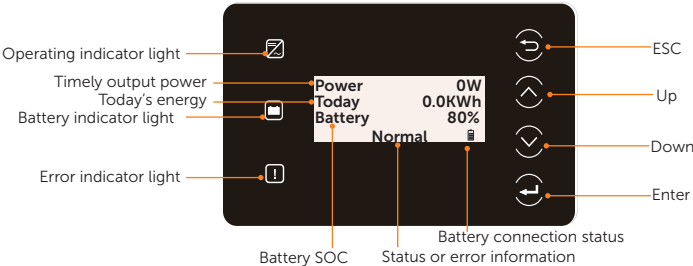 Operating indicator light
ESC
Timely output power
Power 0W
Today's energy
Today 0.0KWh
Up
Battery indicator light
Battery 80%
Normal
Down
Error indicator light
Enter
Battery connection status
Battery SOC
Status or error information